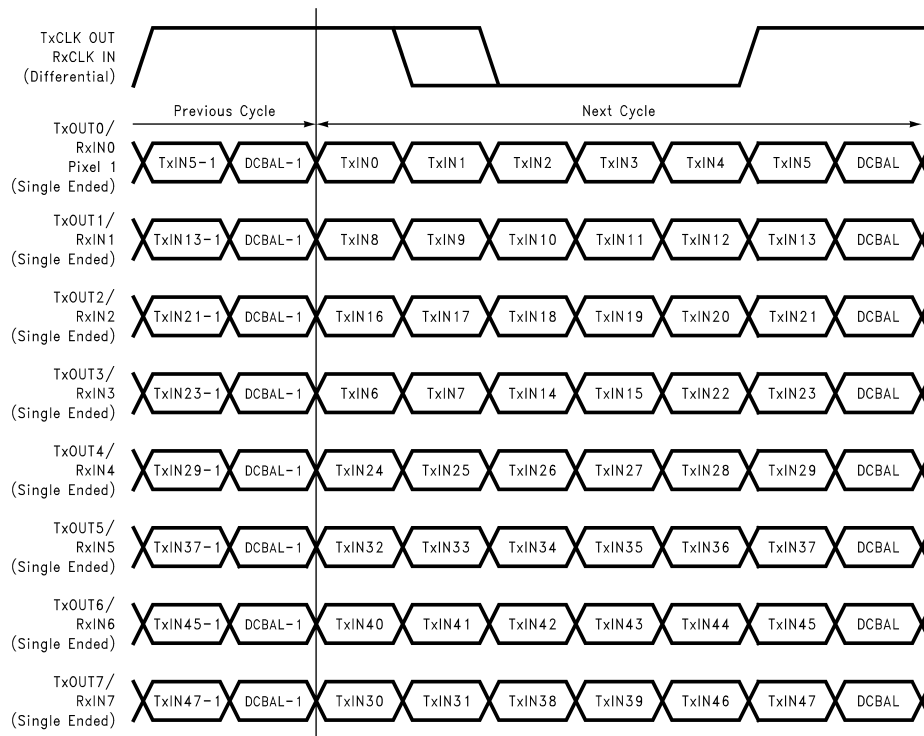 TxCLK OUT
RxCLK IN
(Differential)
Previous Cycle
Next Cycle
TxOUT0/
RxIN0
Pixel 1
(Single Ended)
TxIN5-1 DCBAL-1 TxIN0 TxIN1 TxIN2 TxIN3 TxIN4 TxIN5 DCBAL
TxOUT1/
RxIN1
(Single Ended)
TxIN13-1 DCBAL-1 TxIN8 TxIN9 TxIN10 TxIN11 TxIN12 TxIN13 DCBAL
TxOUT2/
RxIN2
(Single Ended)
TxIN21-1 DCBAL-1 TxIN16 TxIN17 TxIN18 TxIN19 TxIN20 TxIN21 DCBAL
TxOUT3/
RxIN3
(Single Ended)
TxIN23-1 DCBAL-1 TxIN6 TxIN7 TxIN14 TxIN15 TxIN22 TxIN23 DCBAL
TxOUT4/
RxIN4
(Single Ended)
TxIN29-1 DCBAL-1 TxIN24 TxIN25 TxIN26 TxIN27 TxIN28 TxIN29 DCBAL
TxOUT5/
RxIN5
(Single Ended)
TxIN37-1 DCBAL-1 TxIN32 TxIN33 TxIN34 TxIN35 TxIN36 TxIN37 DCBAL
TxOUT6/
RxIN6
(Single Ended)
TxIN45-1 DCBAL-1 TxIN40 TxIN41 TxIN42 TxIN43 TxIN44 TxIN45 DCBAL
TxOUT7/
RxIN7
(Single Ended)
TxIN47-1 DCBAL-1 TxIN30 TxIN31 TxIN38 TxIN39 TxIN46 TxIN47 DCBAL